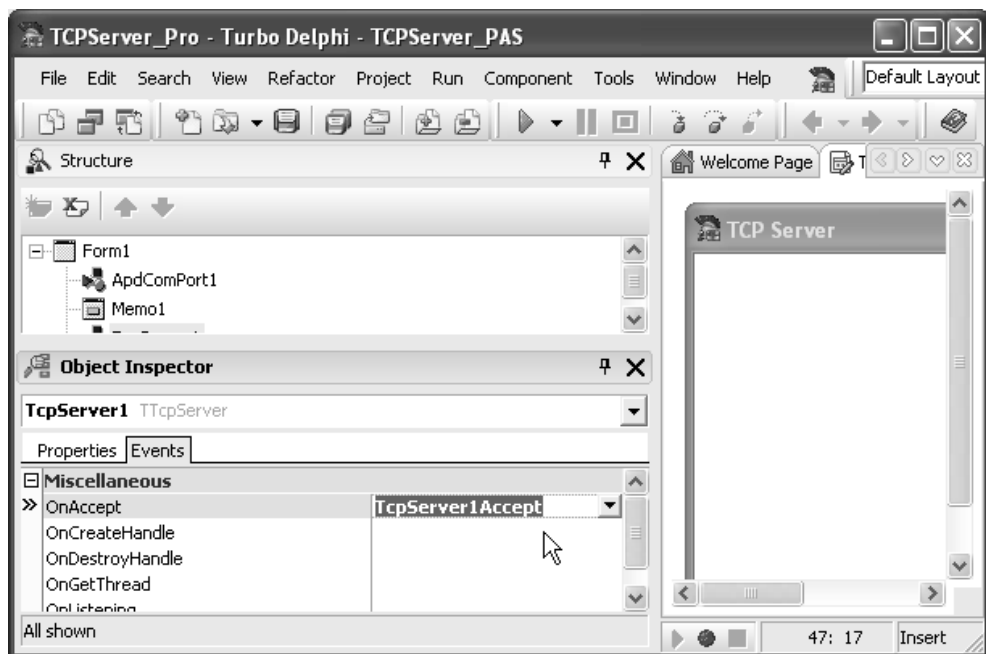 TCPServer_Pro - Turbo Delphi - TCPServer_PAS
File Edit Search View Refactor Project Run Component Tools Window Help Default Layout
Structure
Welcome Page
Form1
ApdComPort1
Memo1
TCP Server
Object Inspector
TcpServer1 TTcpServer
Properties Events
Miscellaneous
OnAccept TcpServer1Accept
OnCreateHandle
OnDestroyHandle
OnGetThread
OnListening
All shown
47: 17 Insert